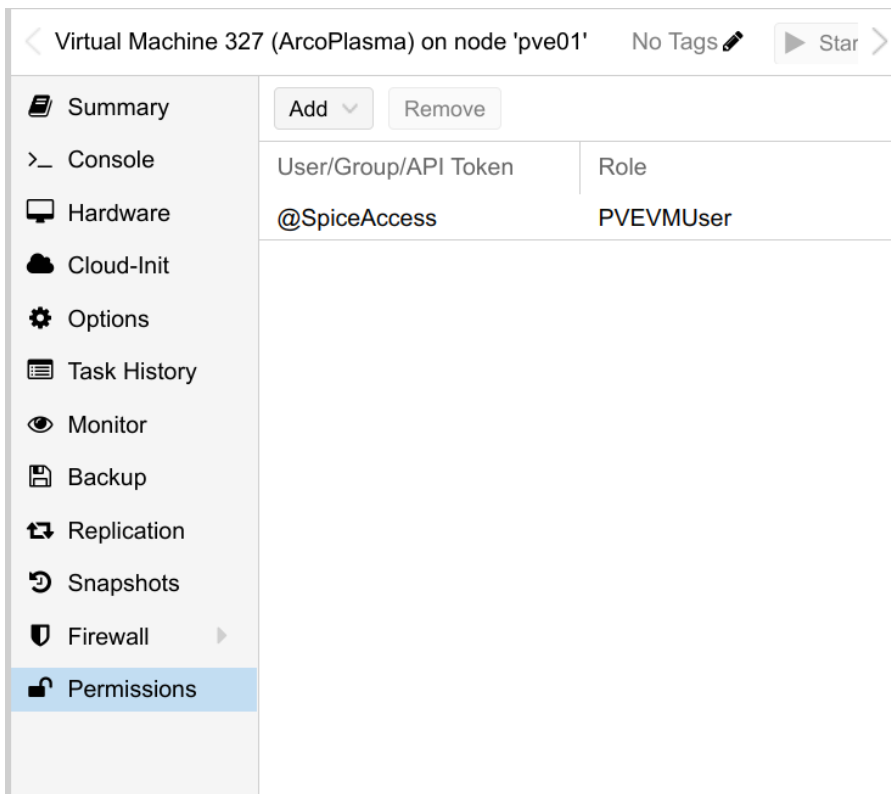 Virtual Machine 327 (ArcoPlasma) on node 'pve01' No Tags Star
Summary
Console
Hardware
Cloud-Init
Options
Task History
Monitor
Backup
Replication
Snapshots
Firewall
Permissions
Add Remove
User/Group/API Token Role
@SpiceAccess PVEVMUser